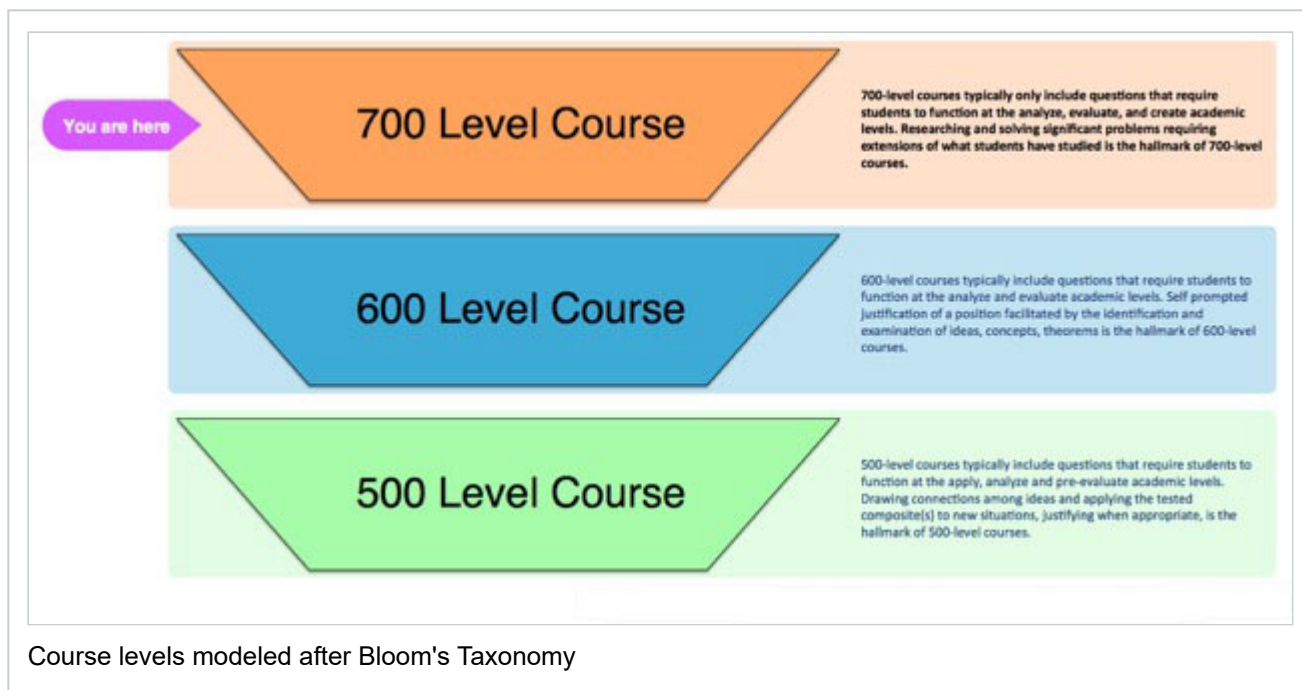 You are here
700 Level Course
700-level courses typically only include questions that require
students to function at the analyze, evaluate, and create academic
levels. Researching and solving significant problems requiring
extensions of what students have studied is the hallmark of 700-level
courses.
600 Level Course
600-level courses typically include questions that require students to
function at the analyze and evaluate academic levels. Self prompted
justification of a position facilitated by the identification and
examination of ideas, concepts, theorems is the hallmark of 600-level
courses.
500 Level Course
500-level courses typically include questions that require students to
function at the apply, analyze and pre-evaluate academic levels.
Drawing connections among ideas and applying the tested
composite(s) to new situations, justifying when appropriate, is the
hallmark of 500-level courses.
Course levels modeled after Bloom's Taxonomy